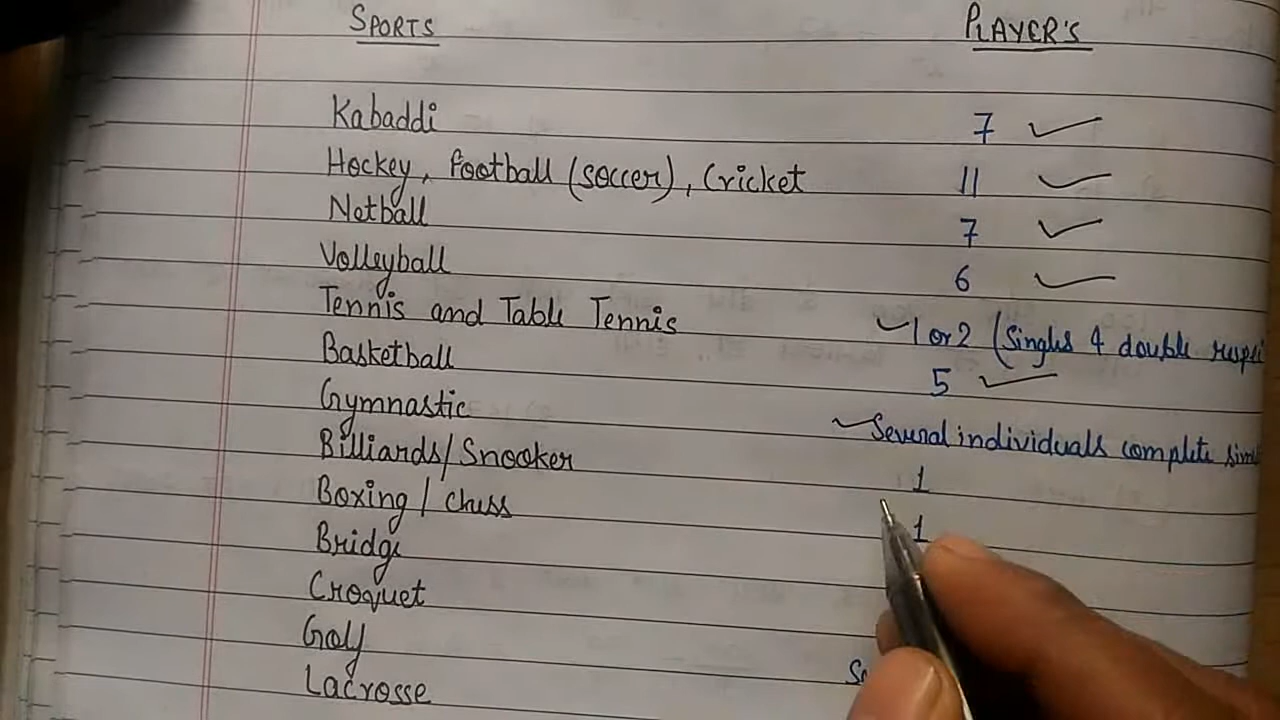 SPORTS PLAYER'S
Kabaddi 7
Hockey, football (soccer), Cricket 11
Netball 7
Volleyball 6
Tennis and Table Tennis 1 or 2 (Singles & double
Basketball 5
Gymnastic Several individuals complete
Billiards/Snooker 1
Boxing / Chess 1
Bridge
Croquet
Golf
Lacrosse